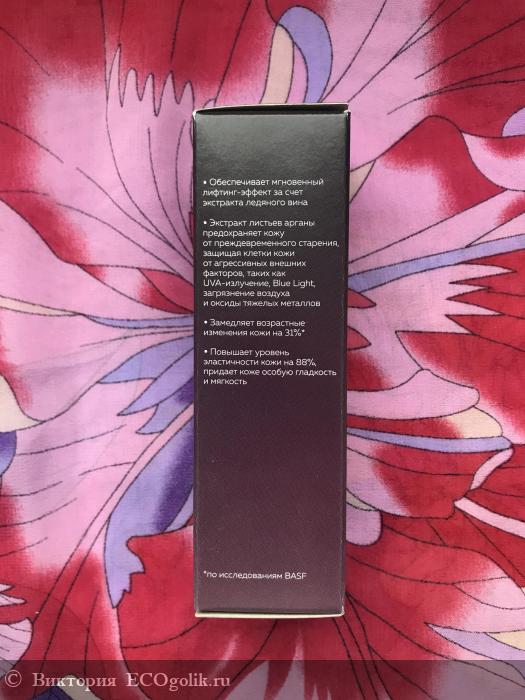 • Обеспечивает мгновенный
лифтинг-эффект за счет
экстракта ледяного вина
• Экстракт листьев арганы
предохраняет кожу
от преждевременного старения,
защищая клетки кожи
от агрессивных внешних
факторов, таких как
UVA-излучение, Blue Light,
загрязнение воздуха
и оксиды тяжелых металлов
• Замедляет возрастные
изменения кожи на 31%*
• Повышает уровень
эластичности кожи на 88%,
придает коже особую гладкость
и мягкость
*по исследованиям BASF
© Виктория ECOgolik.ru